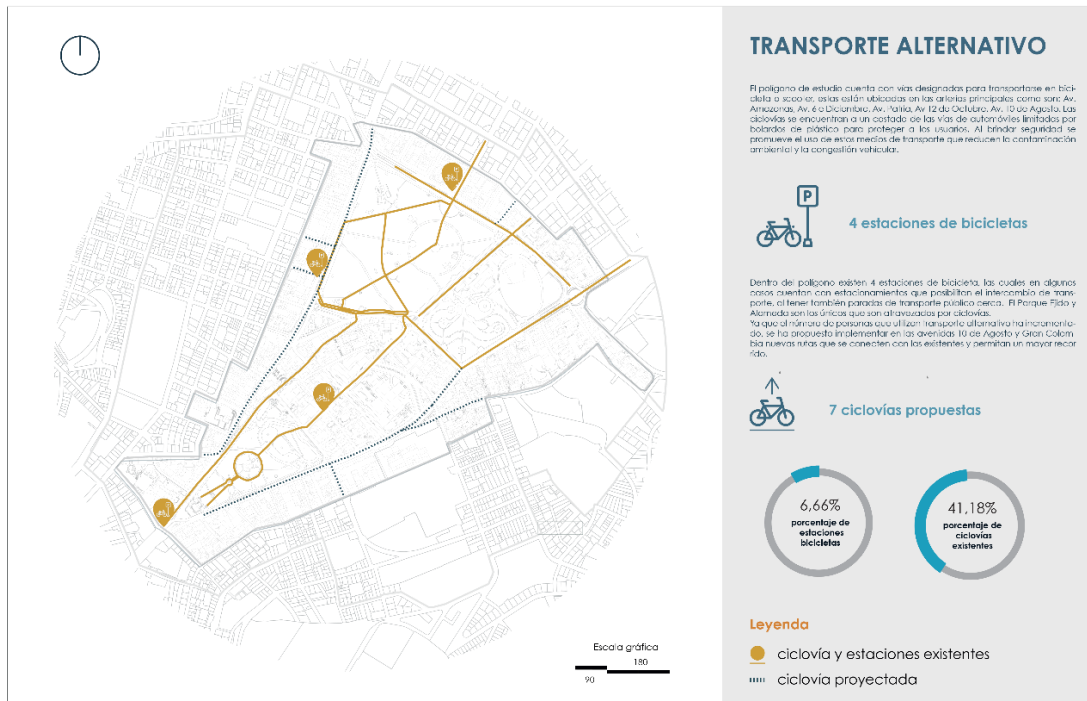 TRANSPORTE ALTERNATIVO
El polígono de estudio cuenta con vías designadas para transportarse en bici-
cleta o scooter, estas están ubicadas en las arterias principales como son: Av.
Amazonas, Av. 6 de Diciembre, Av. Patria, Av 12 de Octubre, Av. 10 de Agosto. Las
ciclovías se encuentran a un costado de las vías de automóviles limitadas por
bolardos de plástico para proteger a los usuarios. Al brindar seguridad se
promueve el uso de estos medios de transporte que reducen la contaminación
ambiental y la congestión vehicular.
P
4 estaciones de bicicletas
Dentro del polígono existen 4 estaciones de bicicleta, las cuales en algunos
casos cuentan con estacionamientos que posibilitan el intercambio de trans-
porte, al tener también paradas de transporte público cerca. El Parque Ejido y
Alameda son los únicos que son atravezados por ciclovías.
Ya que el número de personas que utilizan transporte alternativo ha incrementa-
do, se ha propuesto implementar en las avenidas 10 de Agosto y Gran Colom-
bia nuevas rutas que se conecten con las existentes y permitan un mayor recor
rido.
7 ciclovías propuestas
6,66%
porcentaje de
estaciones
bicicletas
41,18%
porcentaje de
ciclovías
existentes
Leyenda
ciclovía y estaciones existentes
ciclovía proyectada
Escala gráfica
180
90